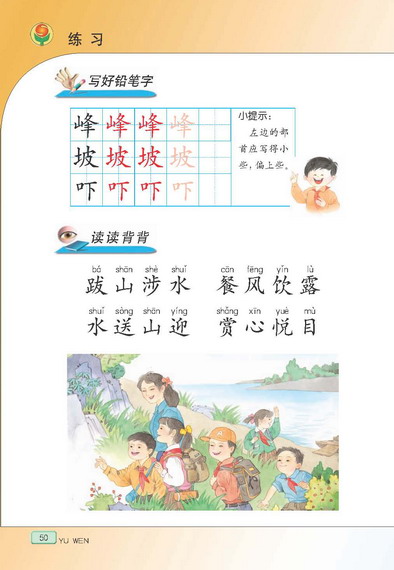 练习
写好铅笔字
峰 峰 峰 峰
坡 坡 坡 坡
吓 吓 吓 吓
小提示:
左边的部
首应写得小
些,偏上些。
读读背背
bá shān shè shuǐ cān fēng yǐn lù
跋山涉水 餐风饮露
shuǐ sòng shān yíng shǎng xīn yuè mù
水送山迎 赏心悦目
50 YU WEN